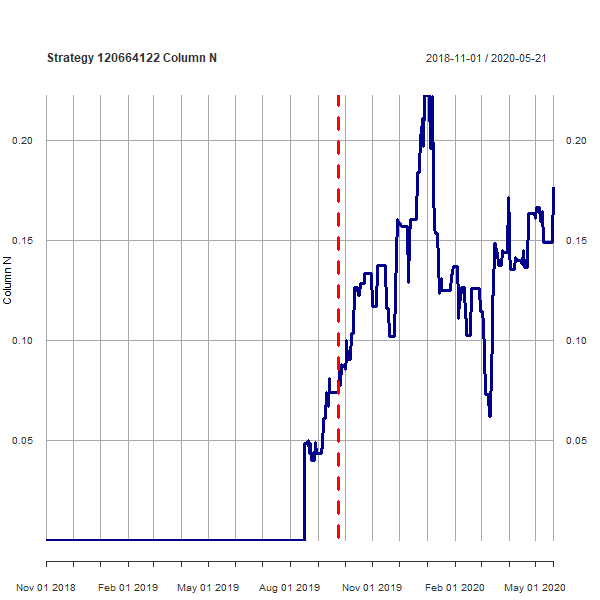 Strategy 120664122 Column N
2018-11-01 / 2020-05-21
0.20
0.20
0.15
0.15
Column N
0.10
0.10
0.05
0.05
Nov 01 2018
Feb 01 2019
May 01 2019
Aug 01 2019
Nov 01 2019
Feb 01 2020
May 01 2020